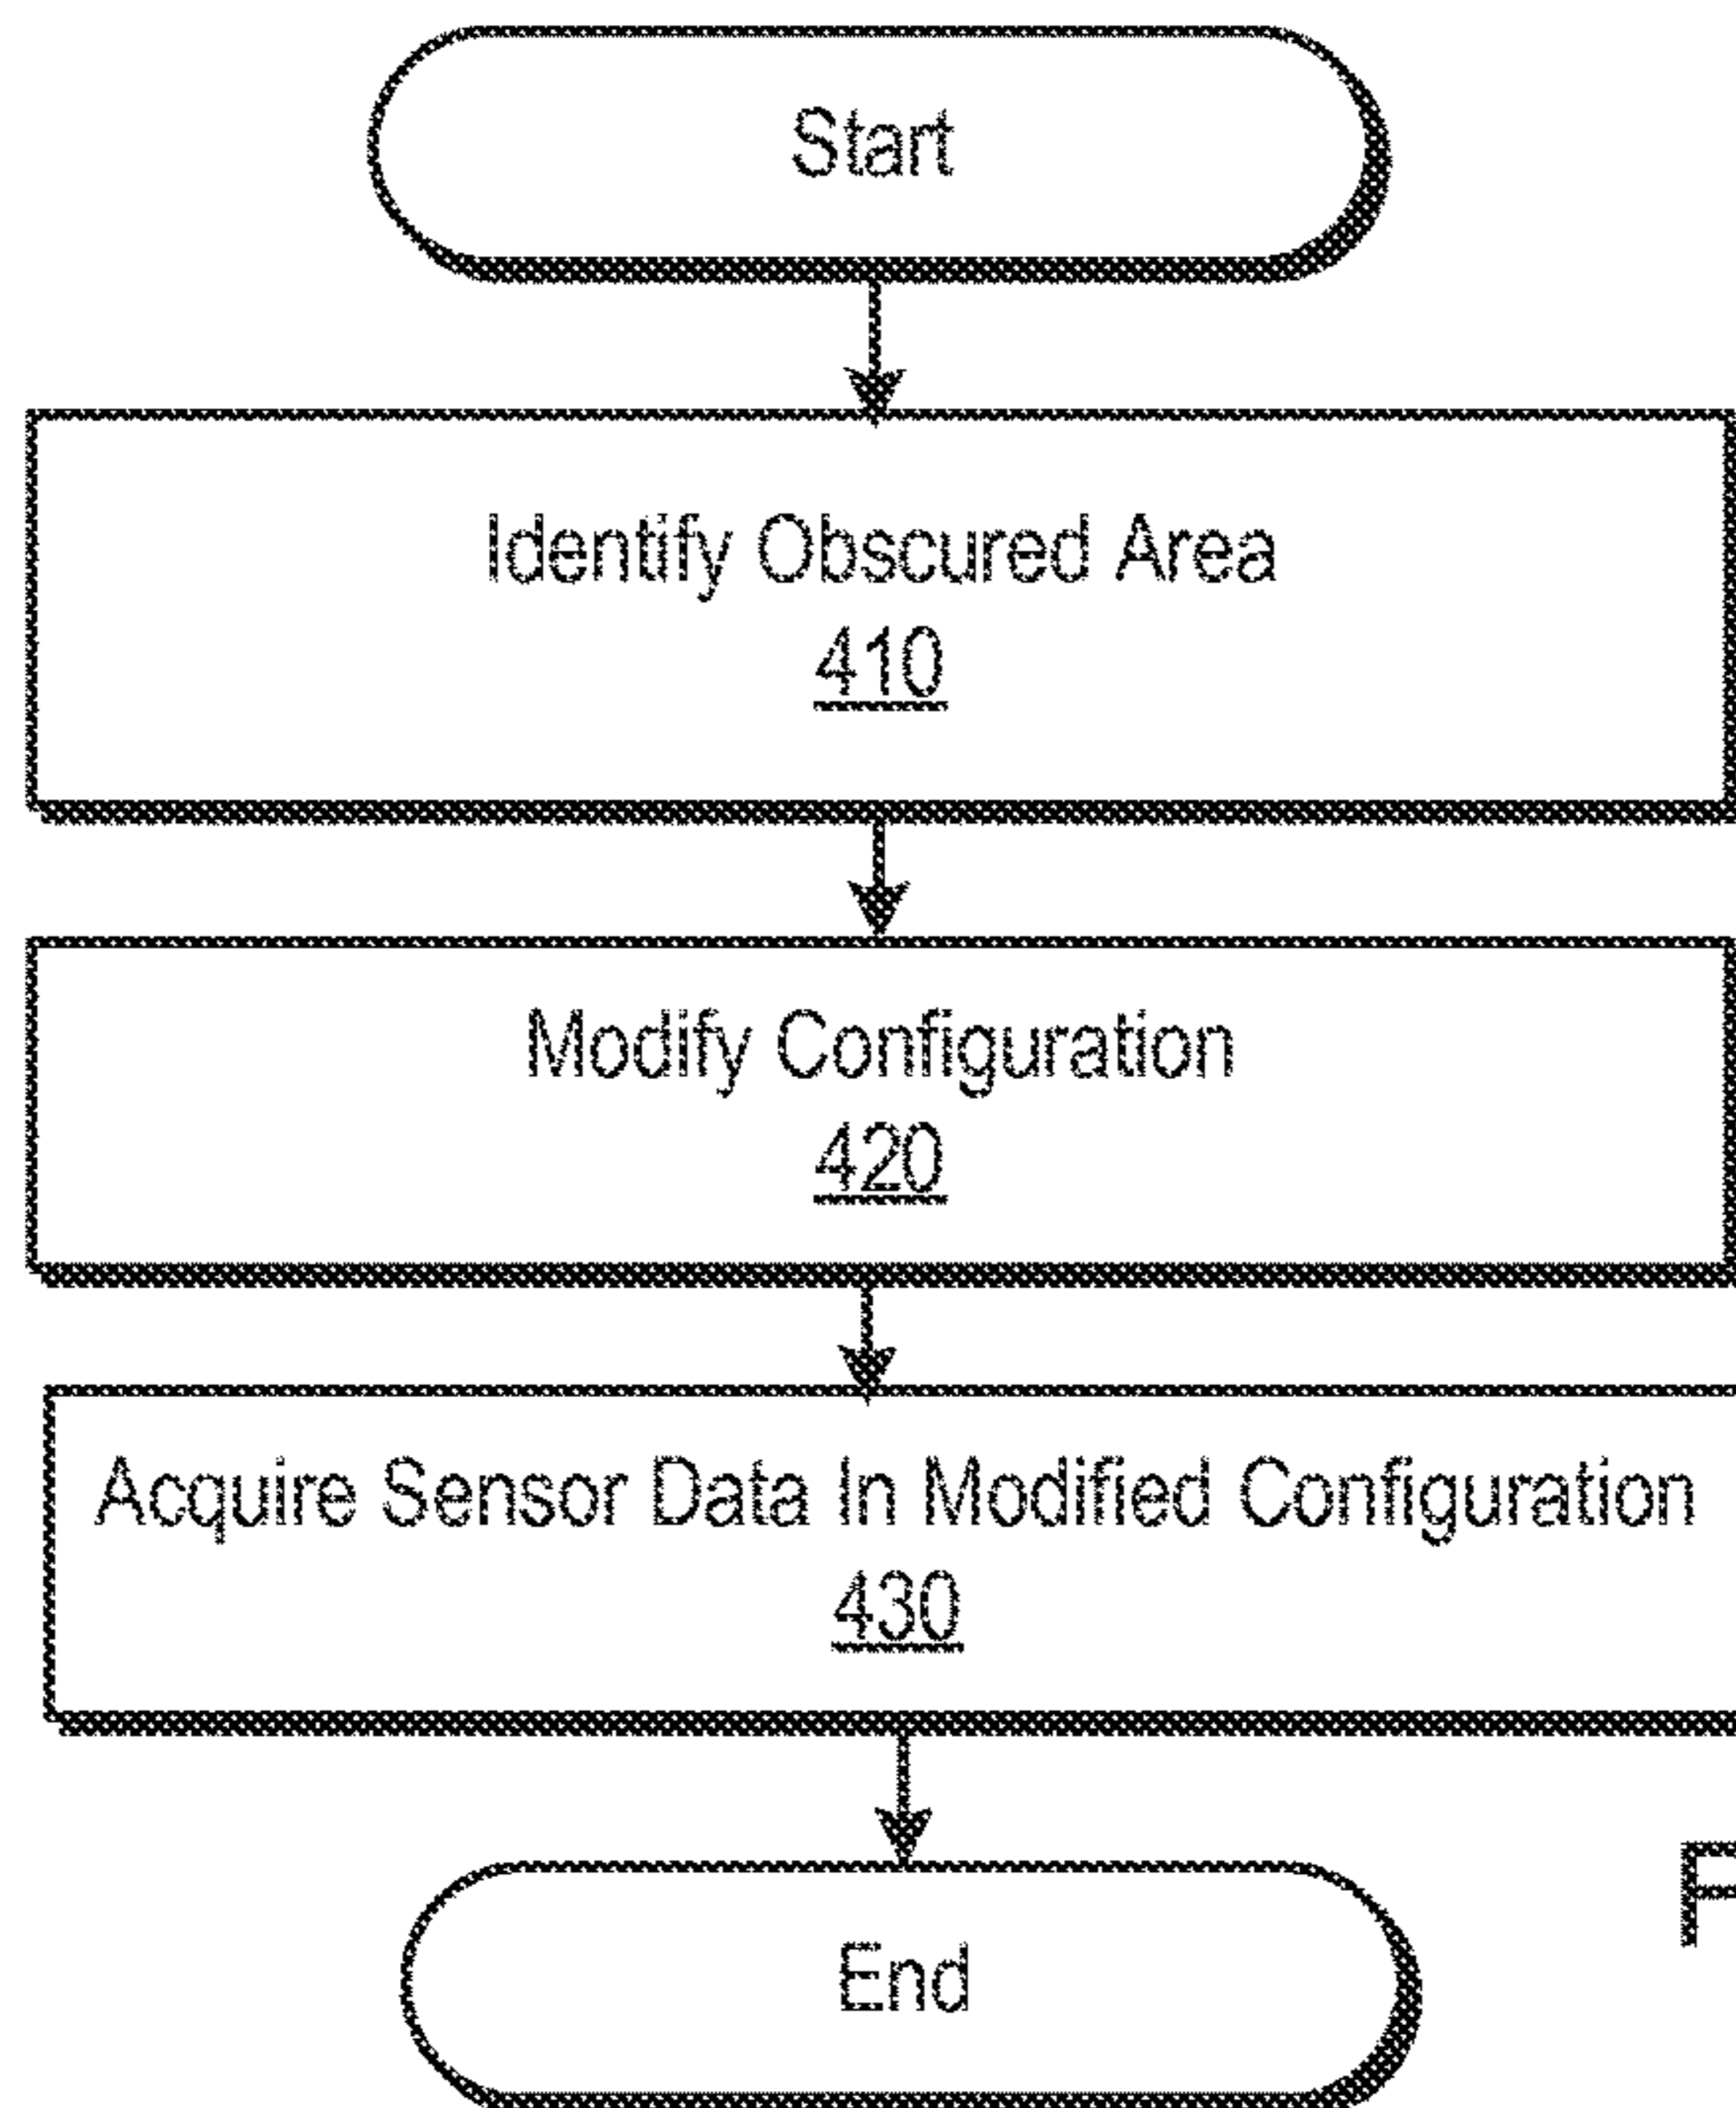 Start
Identify Obscured Area
410
Modify Configuration
420
Acquire Sensor Data In Modified Configuration
430
End